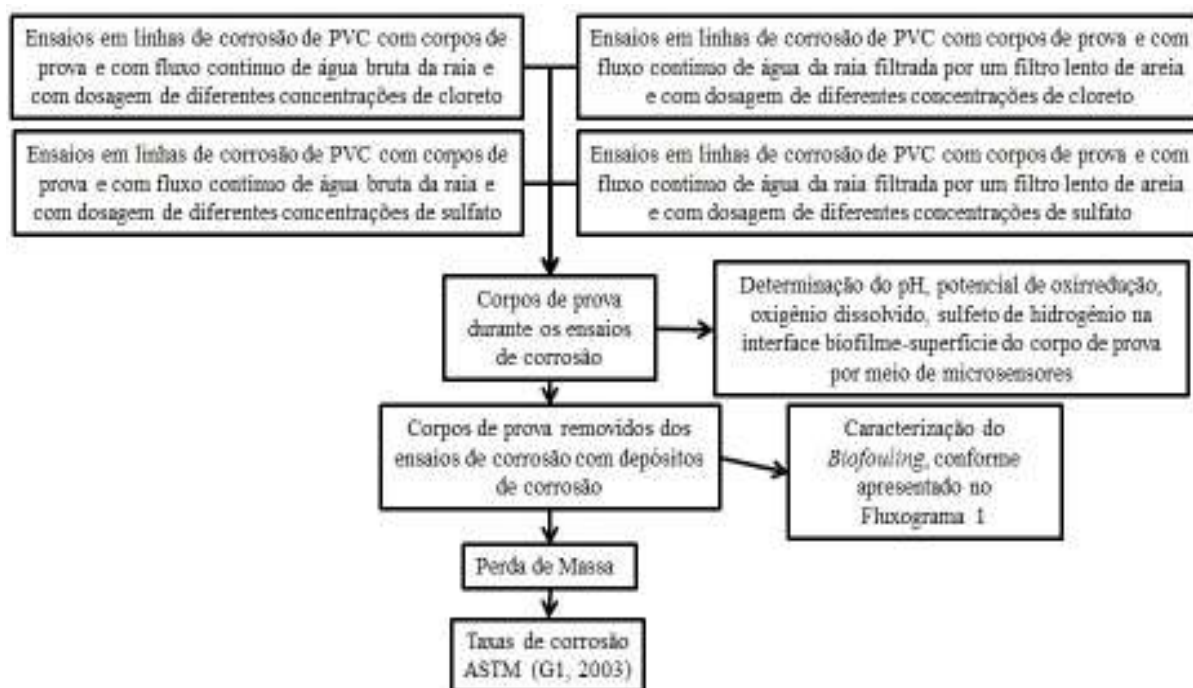 Ensaios em linhas de corrosão de PVC com corpos de
prova e com fluxo continuo de água bruta da raia e
com dosagem de diferentes concentrações de cloreto
Ensaios em linhas de corrosão de PVC com corpos de prova e com
fluxo continuo de água da raia filtrada por um filtro lento de areia
e com dosagem de diferentes concentrações de cloreto
Ensaios em linhas de corrosão de PVC com corpos de
prova e com fluxo continuo de água bruta da raia e
com dosagem de diferentes concentrações de sulfato
Ensaios em linhas de corrosão de PVC com corpos de prova e com
fluxo continuo de água da raia filtrada por um filtro lento de areia
e com dosagem de diferentes concentrações de sulfato
Corpos de prova
durante os ensaios
de corrosão
Determinação do pH, potencial de oxirredução,
oxigênio dissolvido, sulfeto de hidrogênio na
interface biofilme-superfície do corpo de prova
por meio de microsensores
Corpos de prova removidos dos
ensaios de corrosão com depósitos
de corrosão
Caracterização do
Biofouling, conforme
apresentado no
Fluxograma 1
Perda de Massa
Taxas de corrosão
ASTM (G1, 2003)